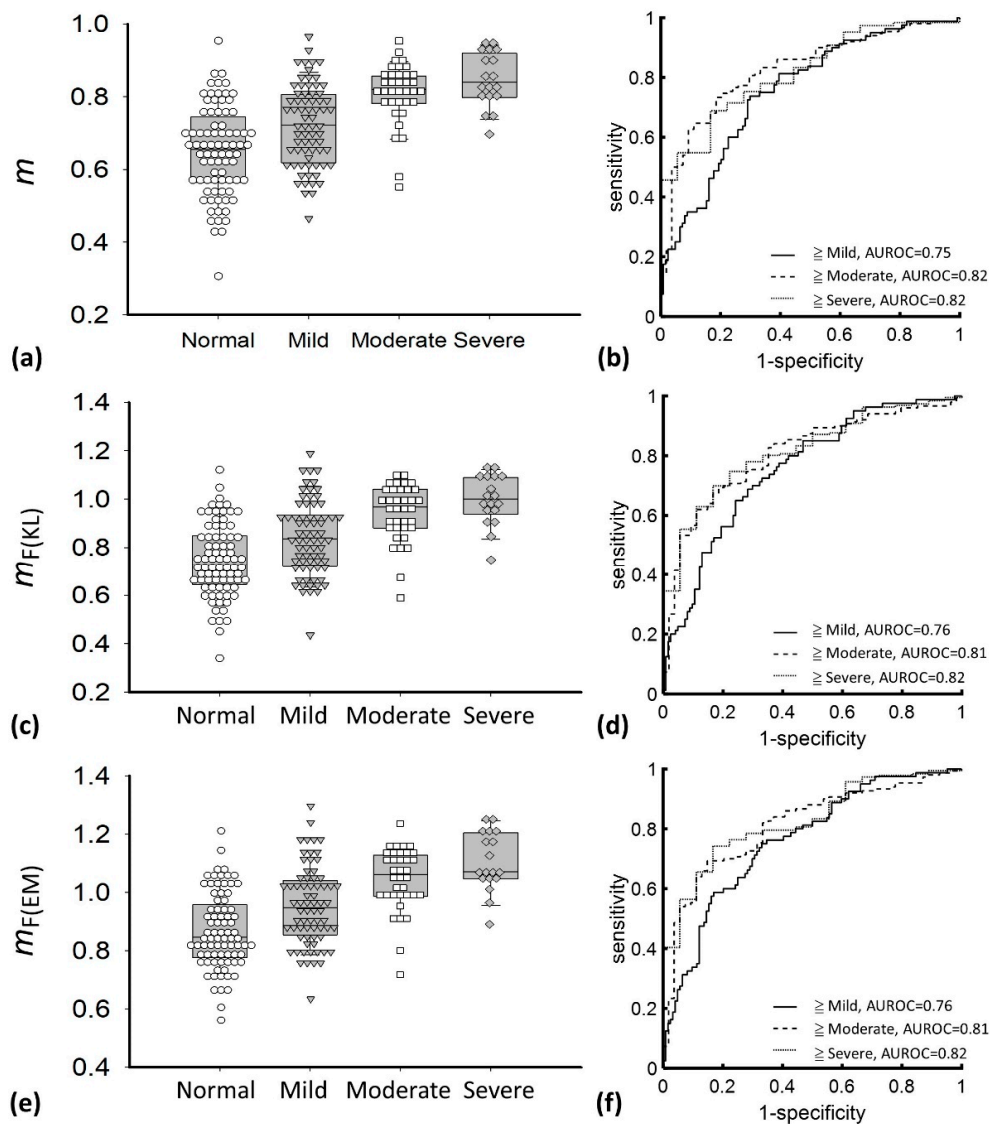 1.0
0.8
0.6
0.4
0.2
m
Normal Mild Moderate Severe
(a)
1
0.8
0.6
0.4
0.2
0
sensitivity
≧ Mild, AUROC=0.75
≧ Moderate, AUROC=0.82
≧ Severe, AUROC=0.82
0 0.2 0.4 0.6 0.8 1
1-specificity
(b)
1.4
1.2
1.0
0.8
0.6
0.4
0.2
mF(KL)
Normal Mild Moderate Severe
(c)
1
0.8
0.6
0.4
0.2
0
sensitivity
≧ Mild, AUROC=0.76
≧ Moderate, AUROC=0.81
≧ Severe, AUROC=0.82
0 0.2 0.4 0.6 0.8 1
1-specificity
(d)
1.4
1.2
1.0
0.8
0.6
0.4
mF(EM)
Normal Mild Moderate Severe
(e)
1
0.8
0.6
0.4
0.2
0
sensitivity
≧ Mild, AUROC=0.76
≧ Moderate, AUROC=0.81
≧ Severe, AUROC=0.82
0 0.2 0.4 0.6 0.8 1
1-specificity
(f)